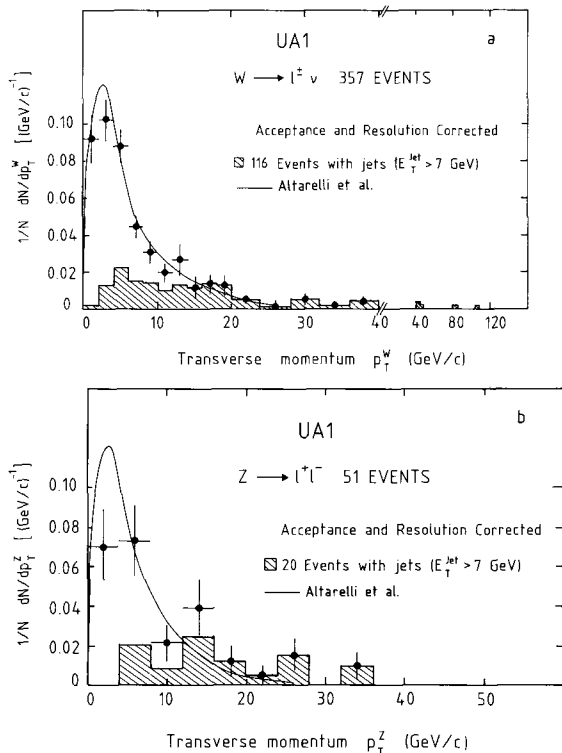 UA1
a
W → l± ν 357 EVENTS
Acceptance and Resolution Corrected
116 Events with jets (E_T^Jet > 7 GeV)
Altarelli et al.
1/N dN/dp_T^W [(GeV/c)⁻¹]
0.10
0.08
0.06
0.04
0.02
0
0 10 20 30 40 40 80 120
Transverse momentum p_T^W (GeV/c)
UA1
b
Z → l⁺l⁻ 51 EVENTS
Acceptance and Resolution Corrected
20 Events with jets (E_T^Jet > 7 GeV)
Altarelli et al.
1/N dN/dp_T^Z [(GeV/c)⁻¹]
0.10
0.08
0.06
0.04
0.02
0
0 10 20 30 40 50
Transverse momentum p_T^Z (GeV/c)